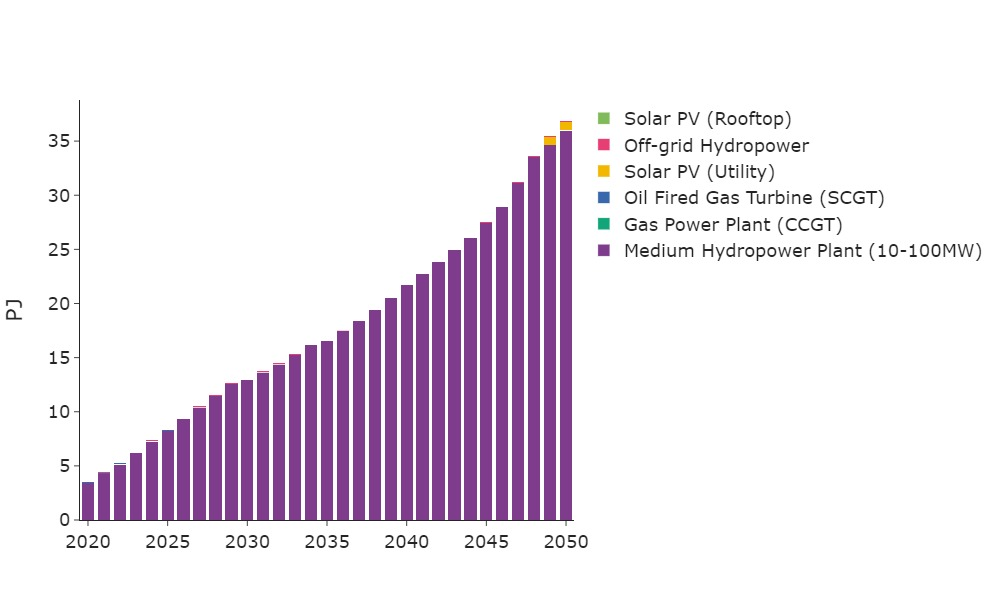 PJ
35
30
25
20
15
10
5
0
2020 2025 2030 2035 2040 2045 2050
Solar PV (Rooftop)
Off-grid Hydropower
Solar PV (Utility)
Oil Fired Gas Turbine (SCGT)
Gas Power Plant (CCGT)
Medium Hydropower Plant (10-100MW)